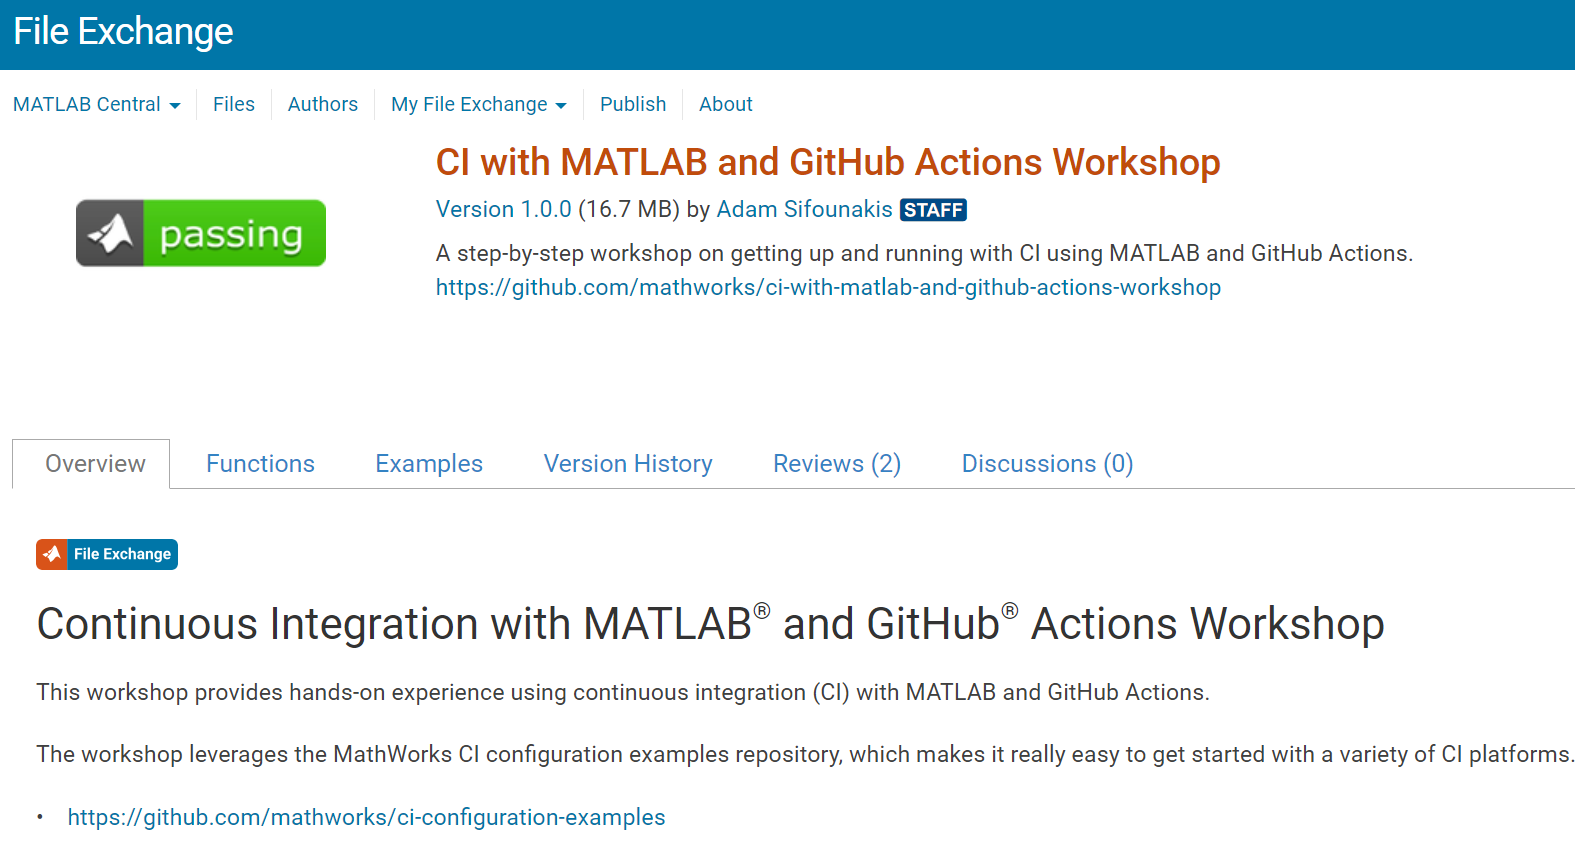 File Exchange
MATLAB Central Files Authors My File Exchange Publish About
passing
CI with MATLAB and GitHub Actions Workshop
Version 1.0.0 (16.7 MB) by Adam Sifounakis STAFF
A step-by-step workshop on getting up and running with CI using MATLAB and GitHub Actions.
https://github.com/mathworks/ci-with-matlab-and-github-actions-workshop
Overview Functions Examples Version History Reviews (2) Discussions (0)
File Exchange
Continuous Integration with MATLAB® and GitHub® Actions Workshop
This workshop provides hands-on experience using continuous integration (CI) with MATLAB and GitHub Actions.
The workshop leverages the MathWorks CI configuration examples repository, which makes it really easy to get started with a variety of CI platforms.
• https://github.com/mathworks/ci-configuration-examples